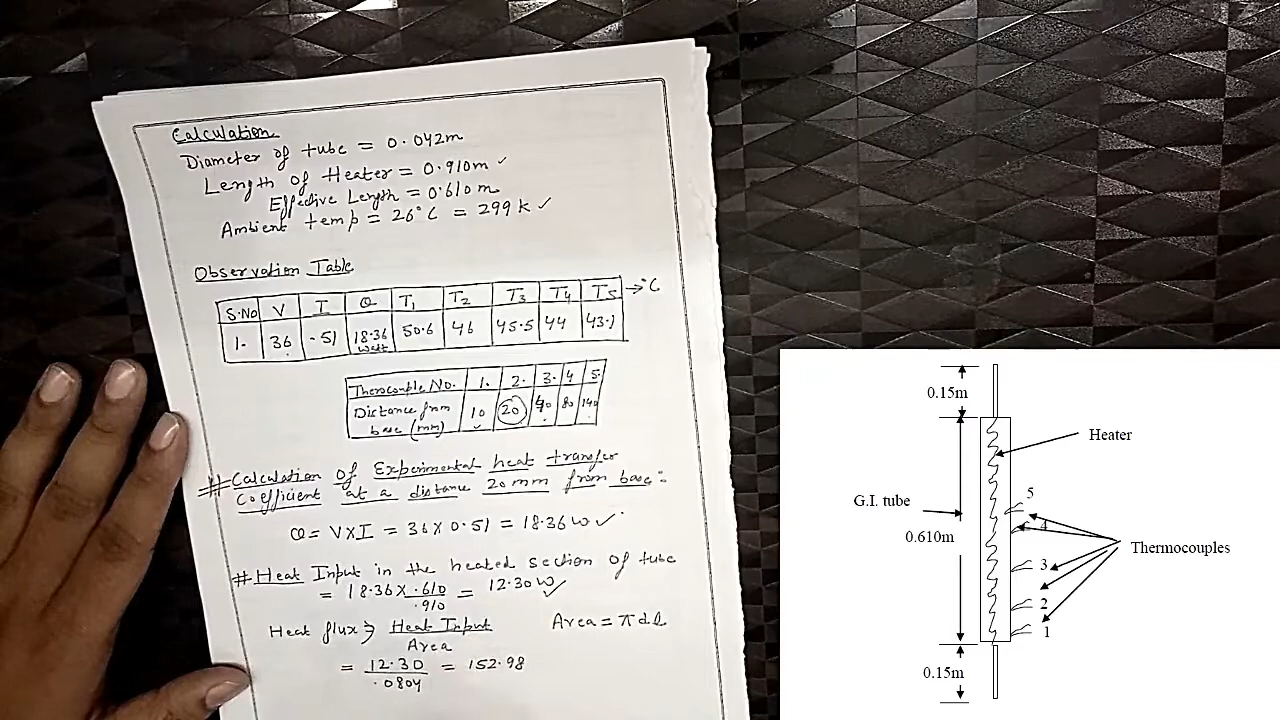 Calculation
Diameter of tube = 0.042m
Length of Heater = 0.910m ✓
Effective Length = 0.610 m
Ambient temp = 26°C = 299 k ✓
Observation Table
S.No V I Q T1 T2 T3 T4 T5 → °C
1. 36 .51 18.36 watt 50.6 46 45.5 44 43.1
Thermocouple No. 1. 2. 3. 4 5.
Distance from base (mm) 10 20 40 80 140
# Calculation of Experimental heat transfer
Coefficient at a distance 20 mm from base:
Q = V×I = 36 × 0.51 = 18.36 w ✓
# Heat Input in the heated section of tube
= 18.36 × .610/.910 = 12.30 w ✓
Heat flux ⇒ Heat Input/Area Area = πdl
= 12.30/.0804 = 152.98
0.15m
Heater
5
G.I. tube
4
0.610m
Thermocouples
3
2
1
0.15m